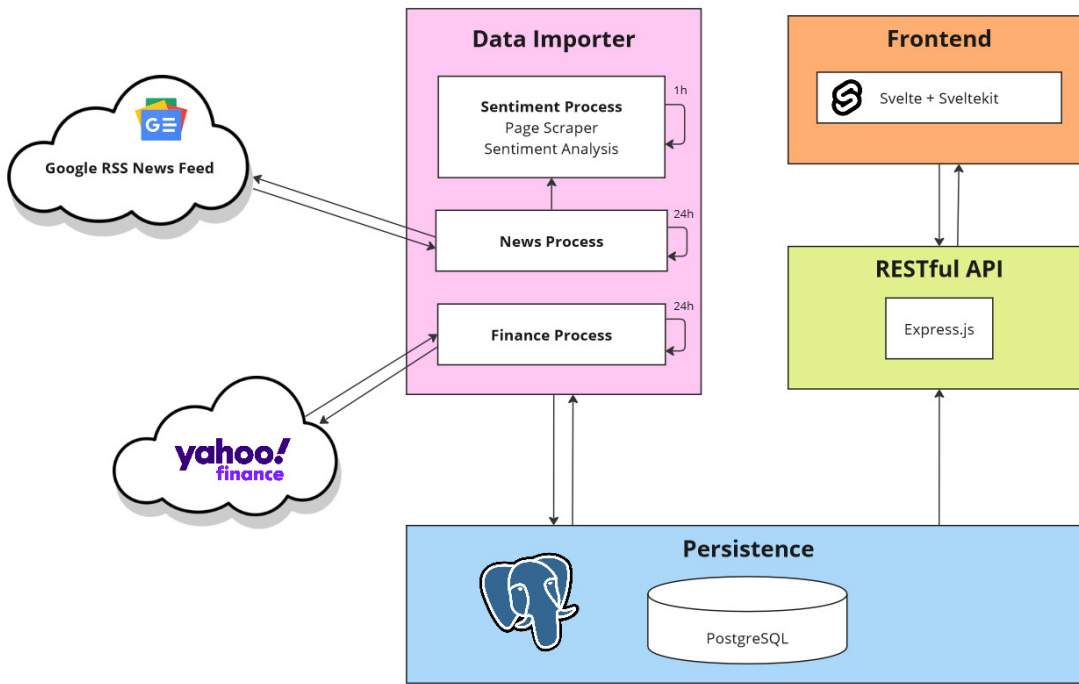 Data Importer
Sentiment Process
Page Scraper
Sentiment Analysis
1h
News Process
24h
Finance Process
24h
GE
Google RSS News Feed
yahoo!
finance
Frontend
Svelte + Sveltekit
RESTful API
Express.js
Persistence
PostgreSQL